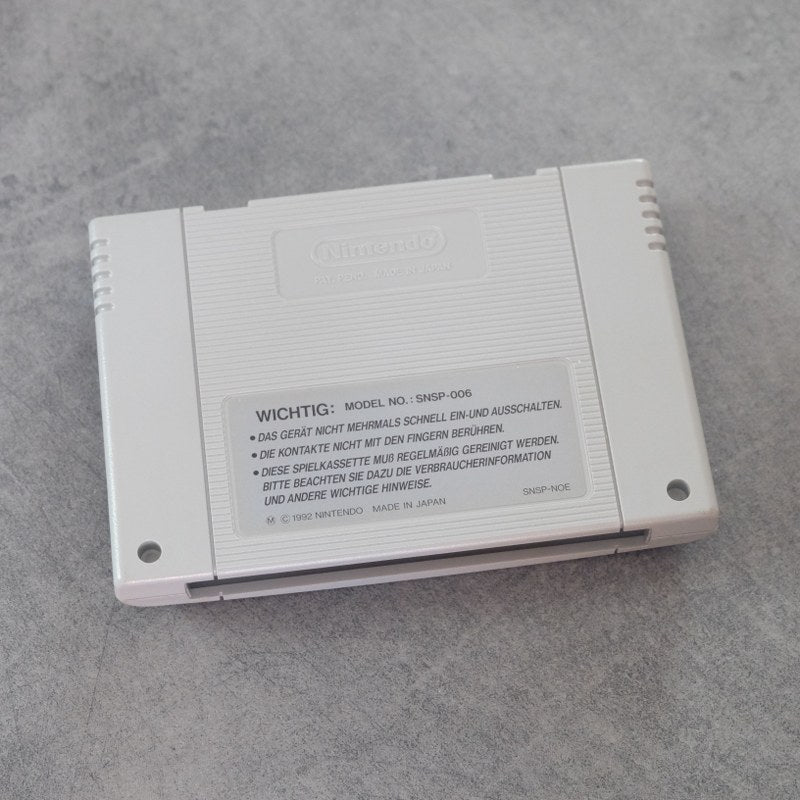 Nintendo
PAT. PEND. MADE IN JAPAN
WICHTIG: MODEL NO.: SNSP-006
• DAS GERÄT NICHT MEHRMALS SCHNELL EIN-UND AUSSCHALTEN.
• DIE KONTAKTE NICHT MIT DEN FINGERN BERÜHREN.
• DIESE SPIELKASSETTE MUß REGELMÄßIG GEREINIGT WERDEN.
BITTE BEACHTEN SIE DAZU DIE VERBRAUCHERINFORMATION
UND ANDERE WICHTIGE HINWEISE.
SNSP-NOE
Ⓜ © 1992 NINTENDO MADE IN JAPAN